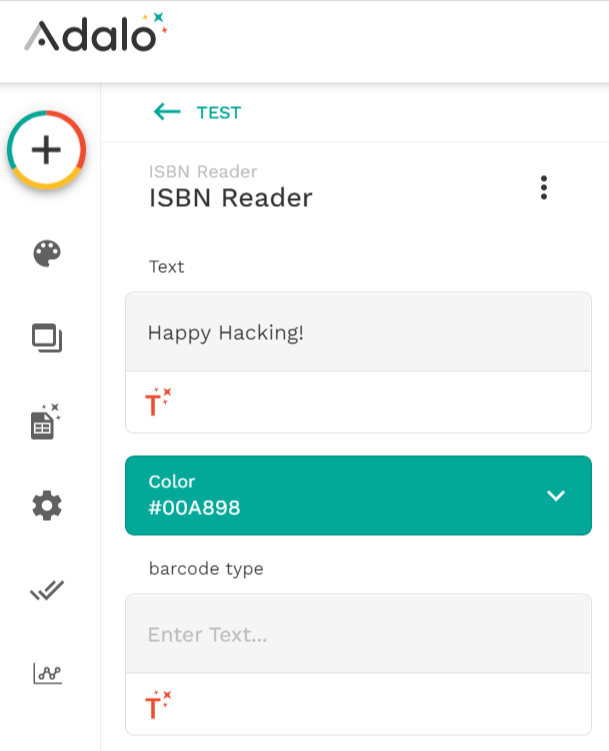 Adalo
TEST
ISBN Reader
ISBN Reader
Text
Happy Hacking!
T
Color
#00A898
barcode type
Enter Text...
T